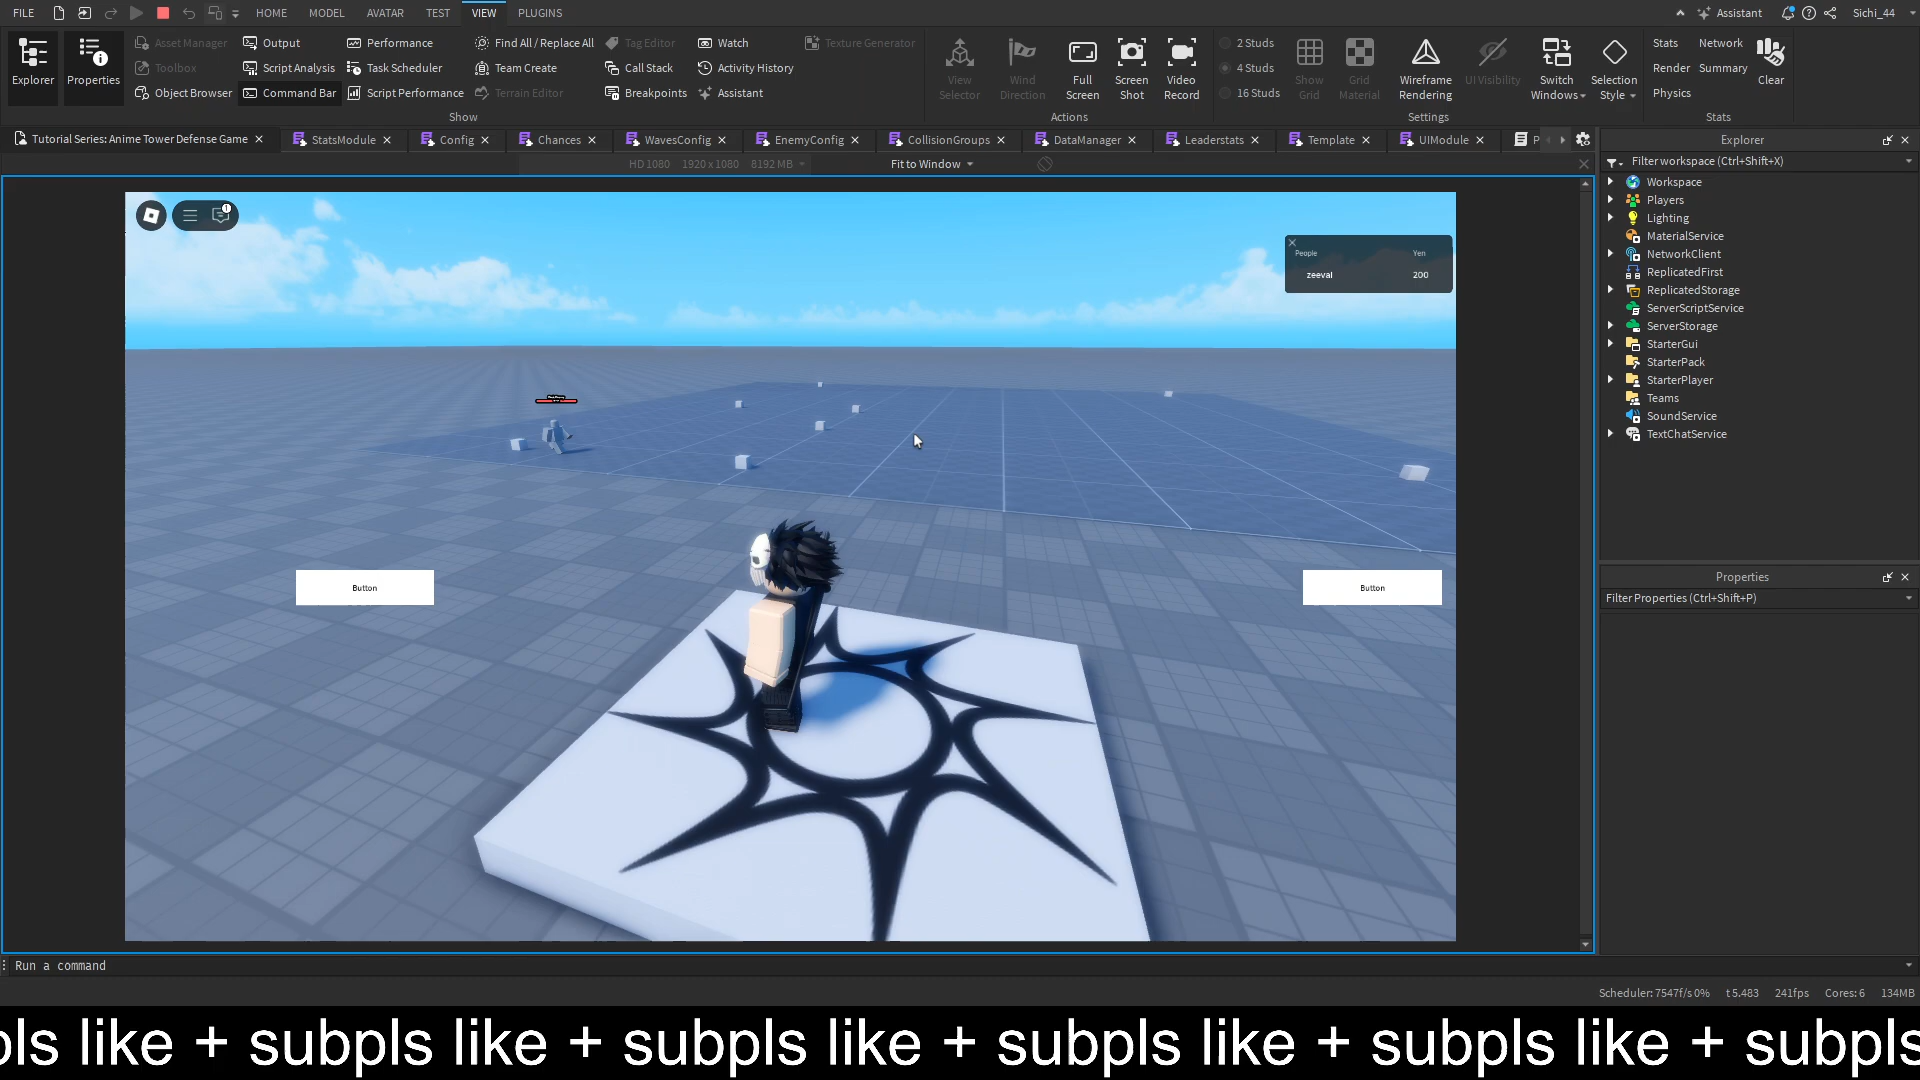 FILE HOME MODEL AVATAR TEST VIEW PLUGINS Assistant Sichi_44
Explorer
Properties
Asset Manager
Toolbox
Object Browser
Output
Script Analysis
Command Bar
Performance
Task Scheduler
Script Performance
Find All / Replace All
Team Create
Terrain Editor
Tag Editor
Call Stack
Breakpoints
Watch
Activity History
Assistant
Texture Generator
Show
View Selector
Wind Direction
Full Screen
Screen Shot
Video Record
Actions
2 Studs
4 Studs
16 Studs
Show Grid
Grid Material
Wireframe Rendering
UI Visibility
Switch Windows
Selection Style
Settings
Stats
Render
Physics
Network
Summary
Clear
Stats
Tutorial Series: Anime Tower Defense Game StatsModule Config Chances WavesConfig EnemyConfig CollisionGroups DataManager Leaderstats Template UIModule P
HD 1080 1920 x 1080 8192 MB Fit to Window
1
People Yen
zeeval 200
Button
Button
Explorer
Filter workspace (Ctrl+Shift+X)
Workspace
Players
Lighting
MaterialService
NetworkClient
ReplicatedFirst
ReplicatedStorage
ServerScriptService
ServerStorage
StarterGui
StarterPack
StarterPlayer
Teams
SoundService
TextChatService
Properties
Filter Properties (Ctrl+Shift+P)
Run a command
Scheduler: 7547f/s 0% t 5.483 241fps Cores: 6 134MB
pls like + subpls like + subpls like + subpls like + subpls like + subpls